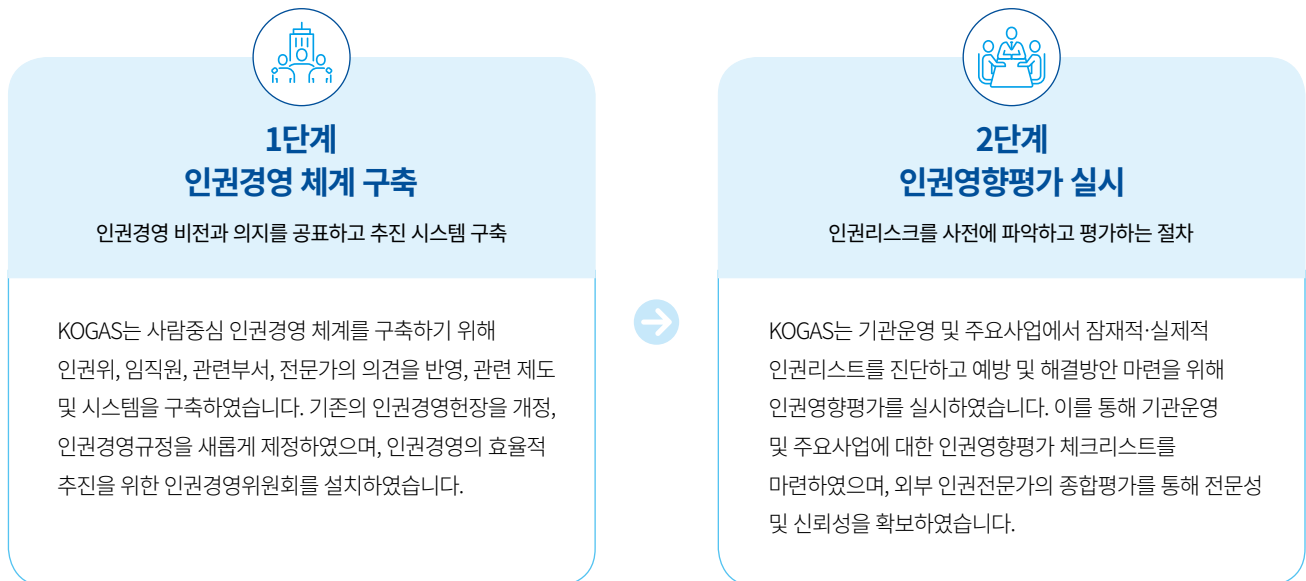 1단계
인권경영 체계 구축
인권경영 비전과 의지를 공표하고 추진 시스템 구축
KOGAS는 사람중심 인권경영 체계를 구축하기 위해
인권위, 임직원, 관련부서, 전문가의 의견을 반영, 관련 제도
및 시스템을 구축하였습니다. 기존의 인권경영헌장을 개정,
인권경영규정을 새롭게 제정하였으며, 인권경영의 효율적
추진을 위한 인권경영위원회를 설치하였습니다.
2단계
인권영향평가 실시
인권리스크를 사전에 파악하고 평가하는 절차
KOGAS는 기관운영 및 주요사업에서 잠재적·실제적
인권리스트를 진단하고 예방 및 해결방안 마련을 위해
인권영향평가를 실시하였습니다. 이를 통해 기관운영
및 주요사업에 대한 인권영향평가 체크리스트를
마련하였으며, 외부 인권전문가의 종합평가를 통해 전문성
및 신뢰성을 확보하였습니다.